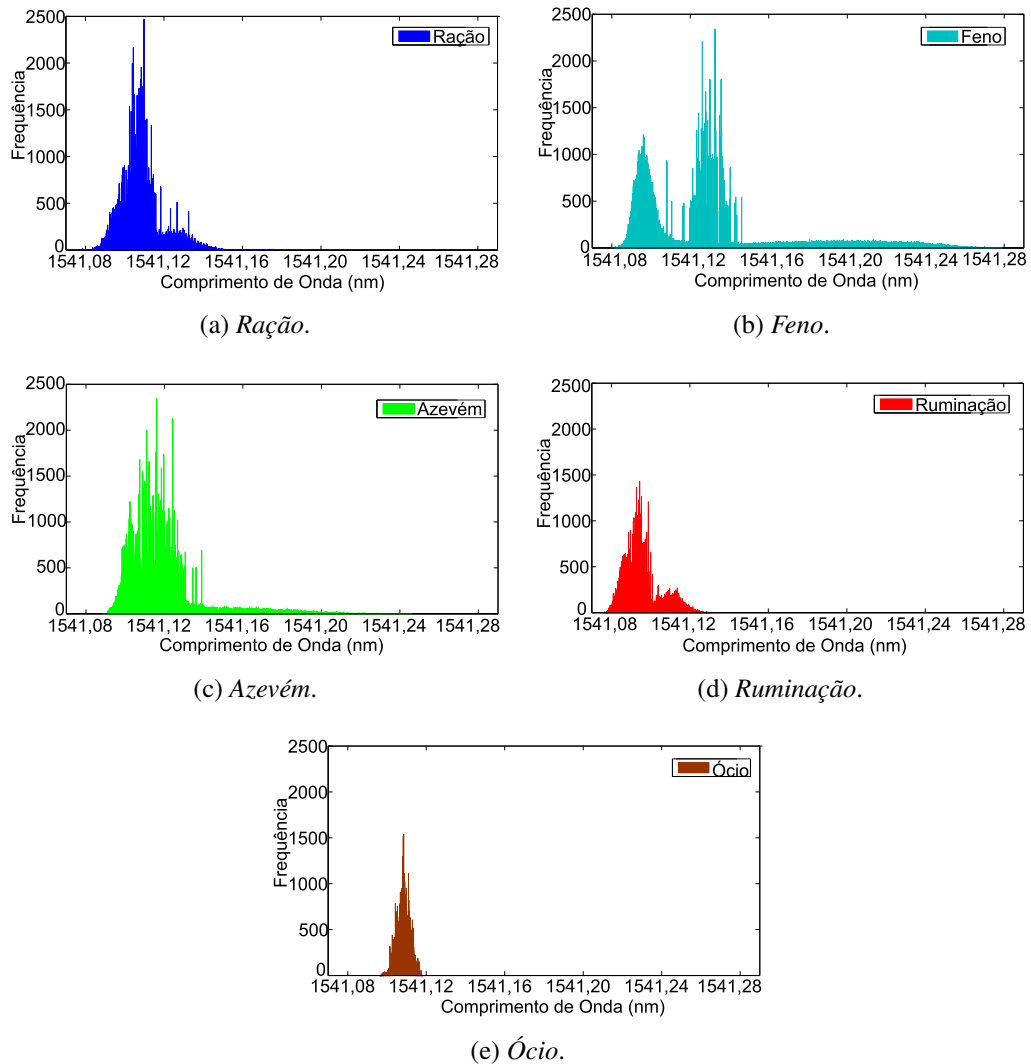 2500
2000
1500
1000
500
0
Frequência
Ração
1541,08 1541,12 1541,16 1541,20 1541,24 1541,28
Comprimento de Onda (nm)
(a) Ração.
2500
2000
1500
1000
500
0
Frequência
Feno
1541,08 1541,12 1541,16 1541,20 1541,24 1541,28
Comprimento de Onda (nm)
(b) Feno.
2500
2000
1500
1000
500
0
Frequência
Azevém
1541,08 1541,12 1541,16 1541,20 1541,24 1541,28
Comprimento de Onda (nm)
(c) Azevém.
2500
2000
1500
1000
500
0
Frequência
Ruminação
1541,08 1541,12 1541,16 1541,20 1541,24 1541,28
Comprimento de Onda (nm)
(d) Ruminação.
2500
2000
1500
1000
500
0
Frequência
Ócio
1541,08 1541,12 1541,16 1541,20 1541,24 1541,28
Comprimento de Onda (nm)
(e) Ócio.